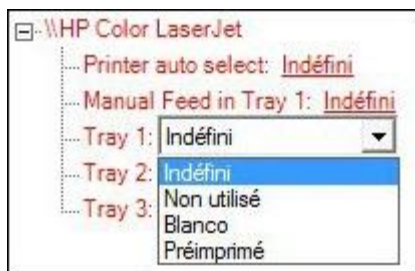 \\HP Color LaserJet
Printer auto select: Indéfini
Manual Feed in Tray 1: Indéfini
Tray 1: Indéfini
Tray 2: Indéfini
Non utilisé
Tray 3: Blanco
Préimprimé